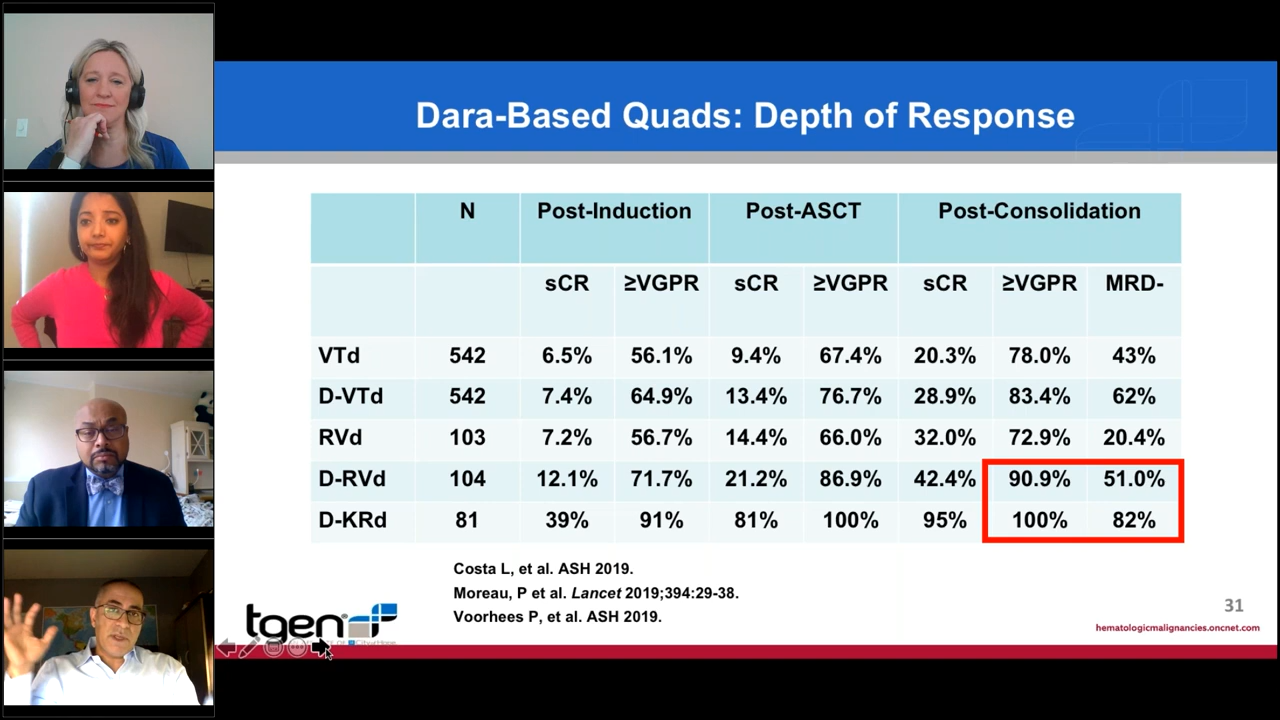 Dara-Based Quads: Depth of Response
N Post-Induction Post-ASCT Post-Consolidation
sCR ≥VGPR sCR ≥VGPR sCR ≥VGPR MRD-
VTd 542 6.5% 56.1% 9.4% 67.4% 20.3% 78.0% 43%
D-VTd 542 7.4% 64.9% 13.4% 76.7% 28.9% 83.4% 62%
RVd 103 7.2% 56.7% 14.4% 66.0% 32.0% 72.9% 20.4%
D-RVd 104 12.1% 71.7% 21.2% 86.9% 42.4% 90.9% 51.0%
D-KRd 81 39% 91% 81% 100% 95% 100% 82%
Costa L, et al. ASH 2019.
Moreau, P et al. Lancet 2019;394:29-38.
Voorhees P, et al. ASH 2019.
tgen
31
hematologicmalignancies.oncnet.com